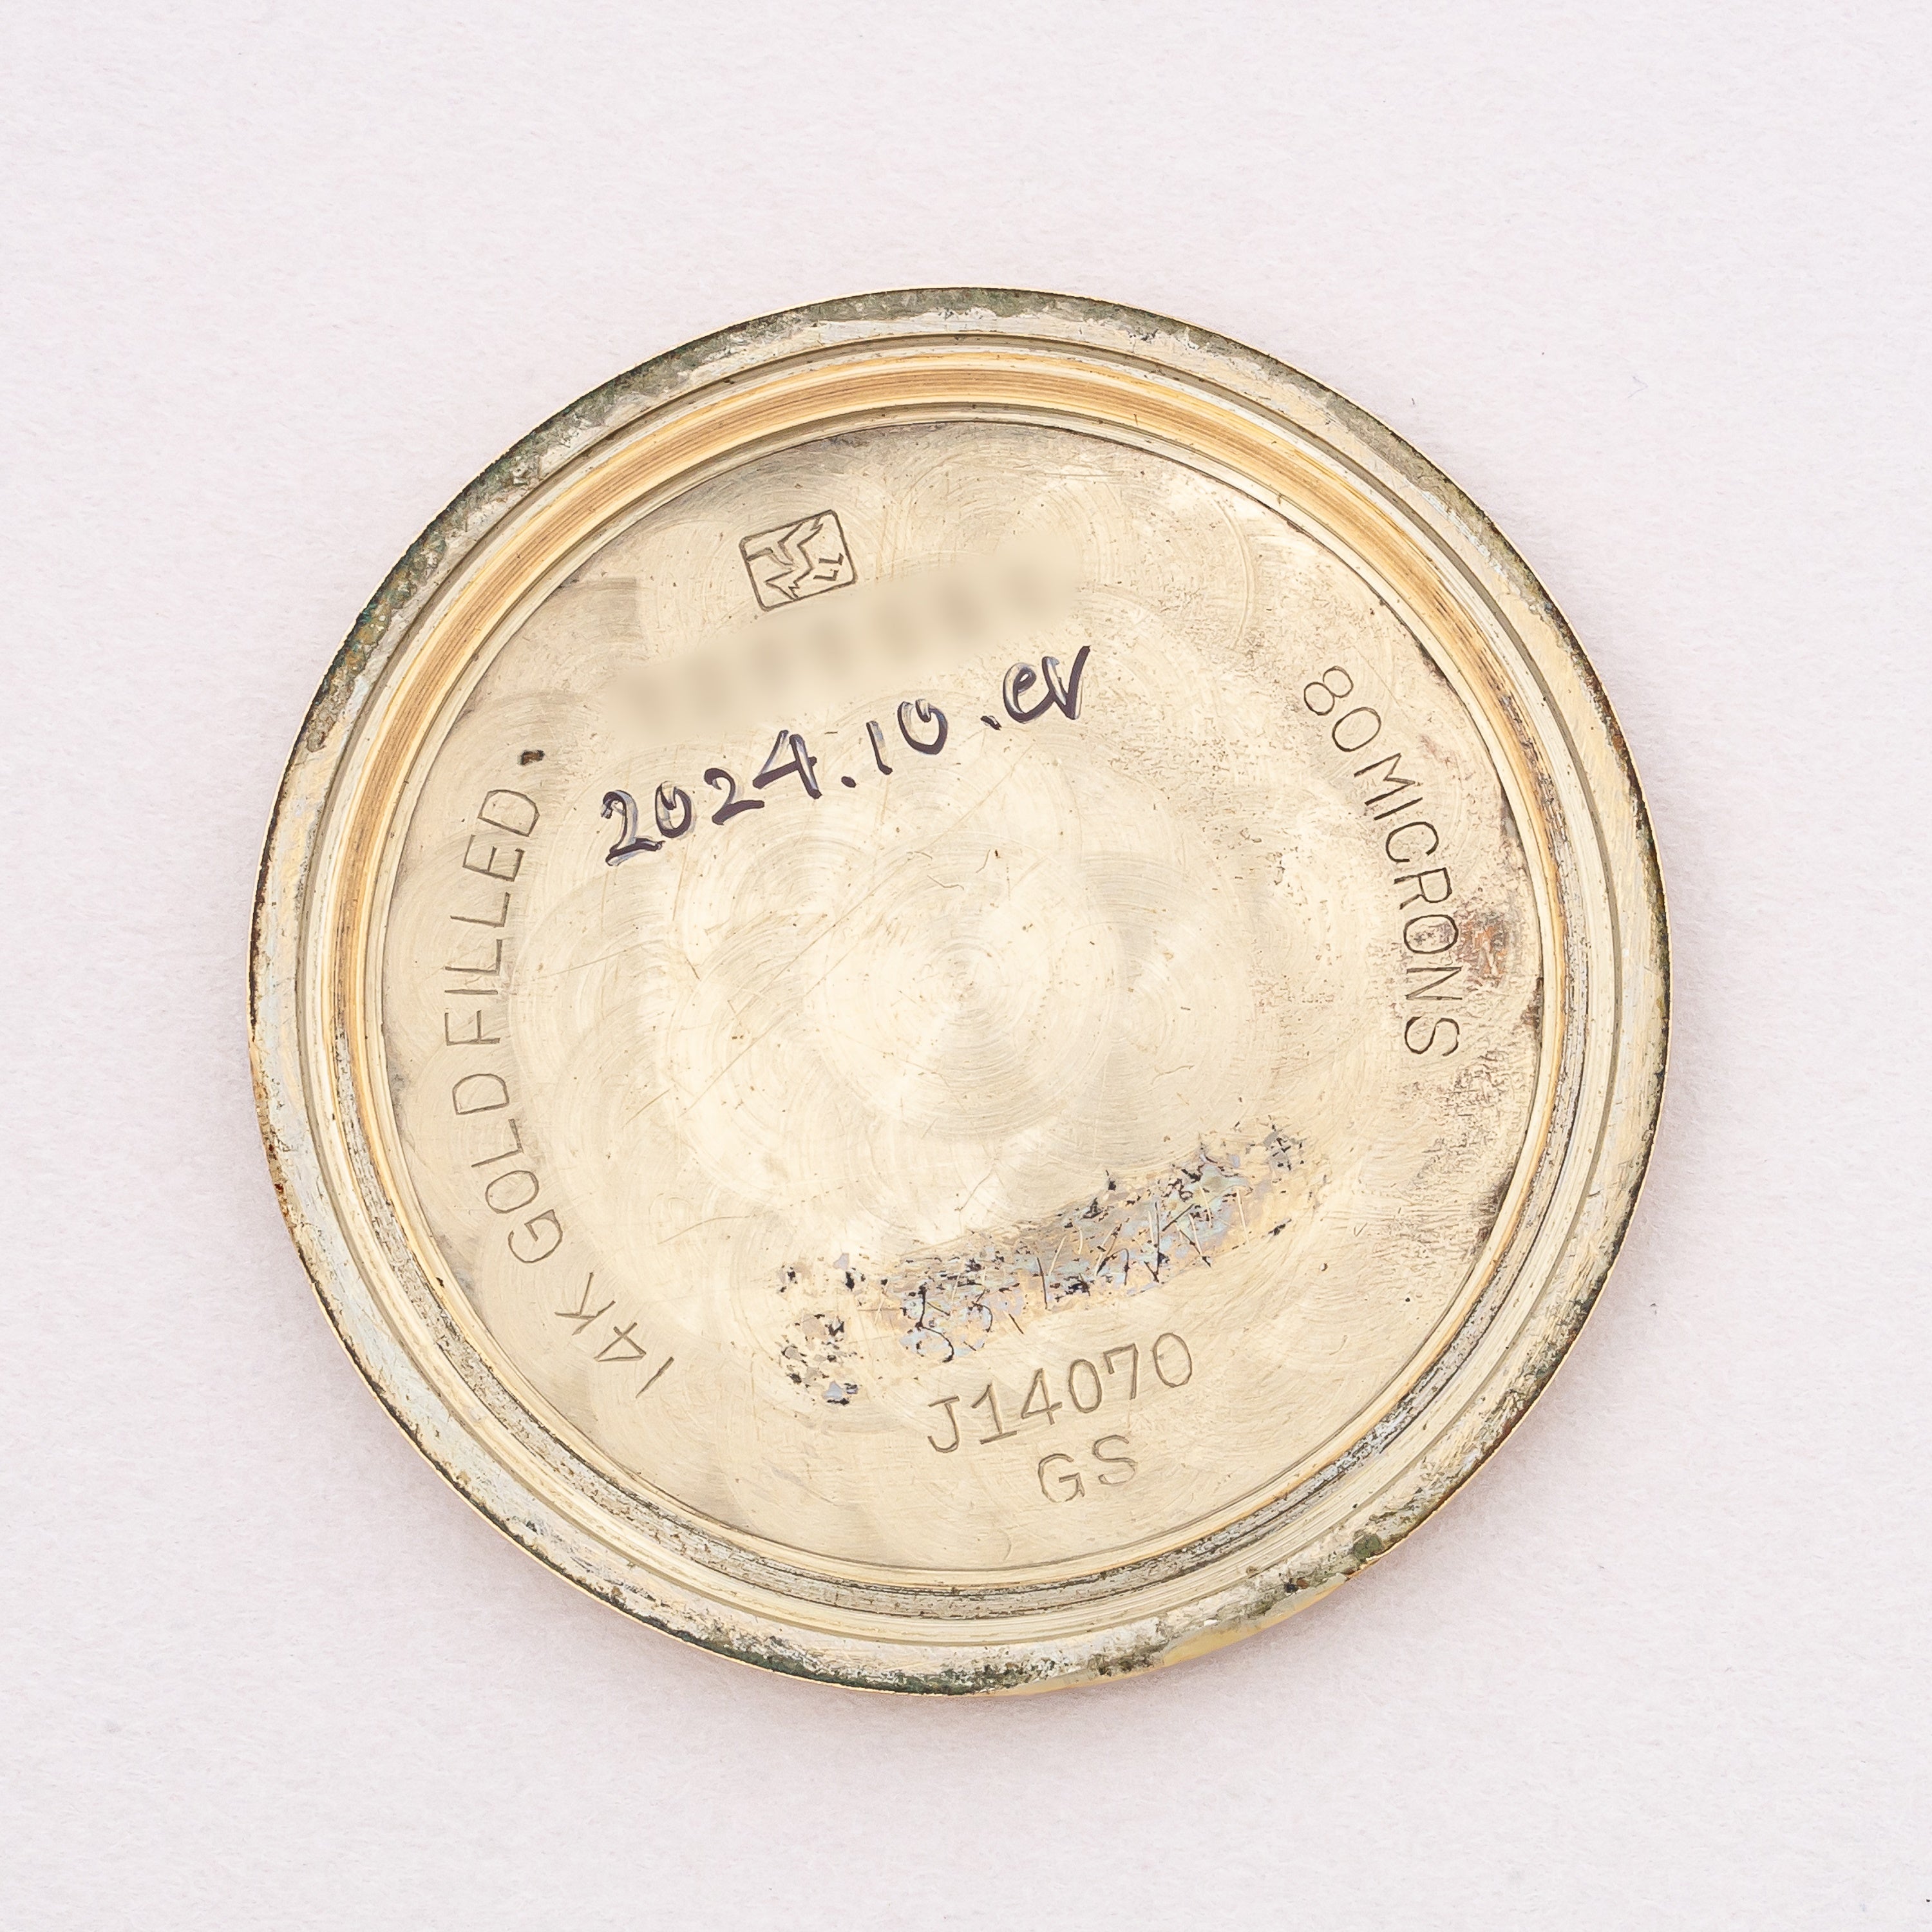 2024.10.ev
80 MICRONS
14K GOLD FILLED.
J14070
GS